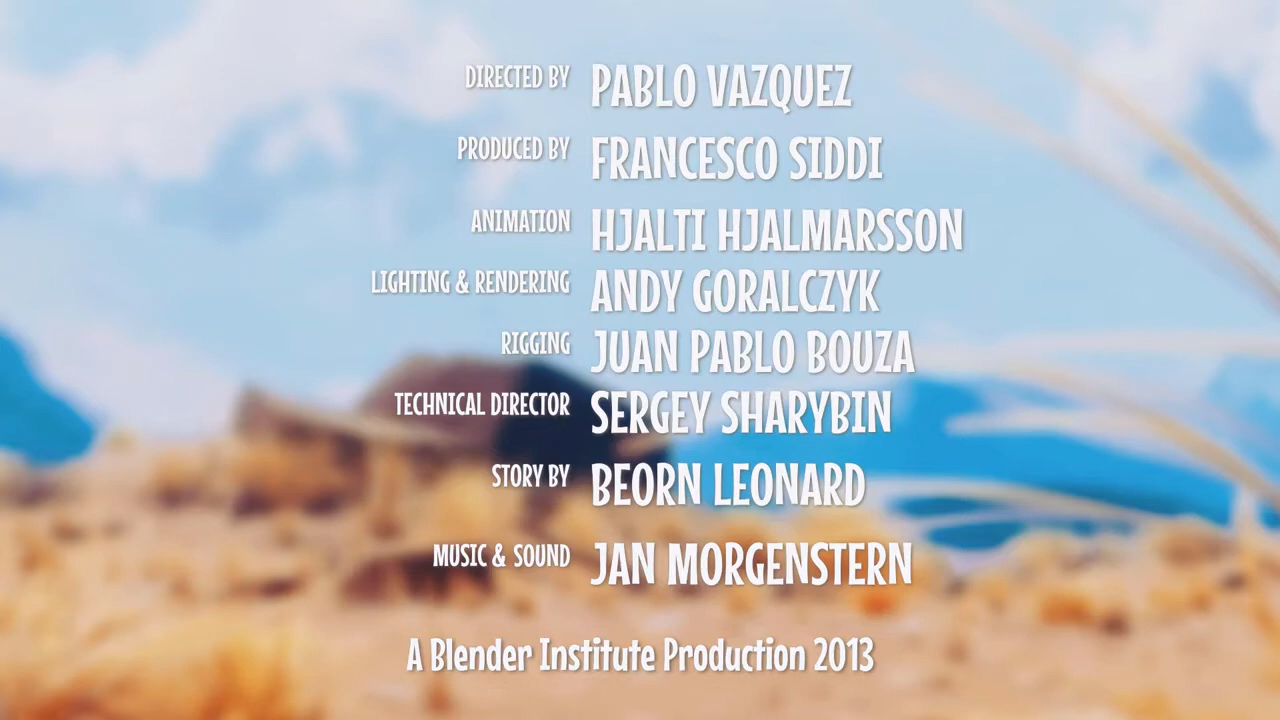 DIRECTED BY PABLO VAZQUEZ
PRODUCED BY FRANCESCO SIDDI
ANIMATION HJALTI HJALMARSSON
LIGHTING & RENDERING ANDY GORALCZYK
RIGGING JUAN PABLO BOUZA
TECHNICAL DIRECTOR SERGEY SHARYBIN
STORY BY BEORN LEONARD
MUSIC & SOUND JAN MORGENSTERN
A Blender Institute Production 2013